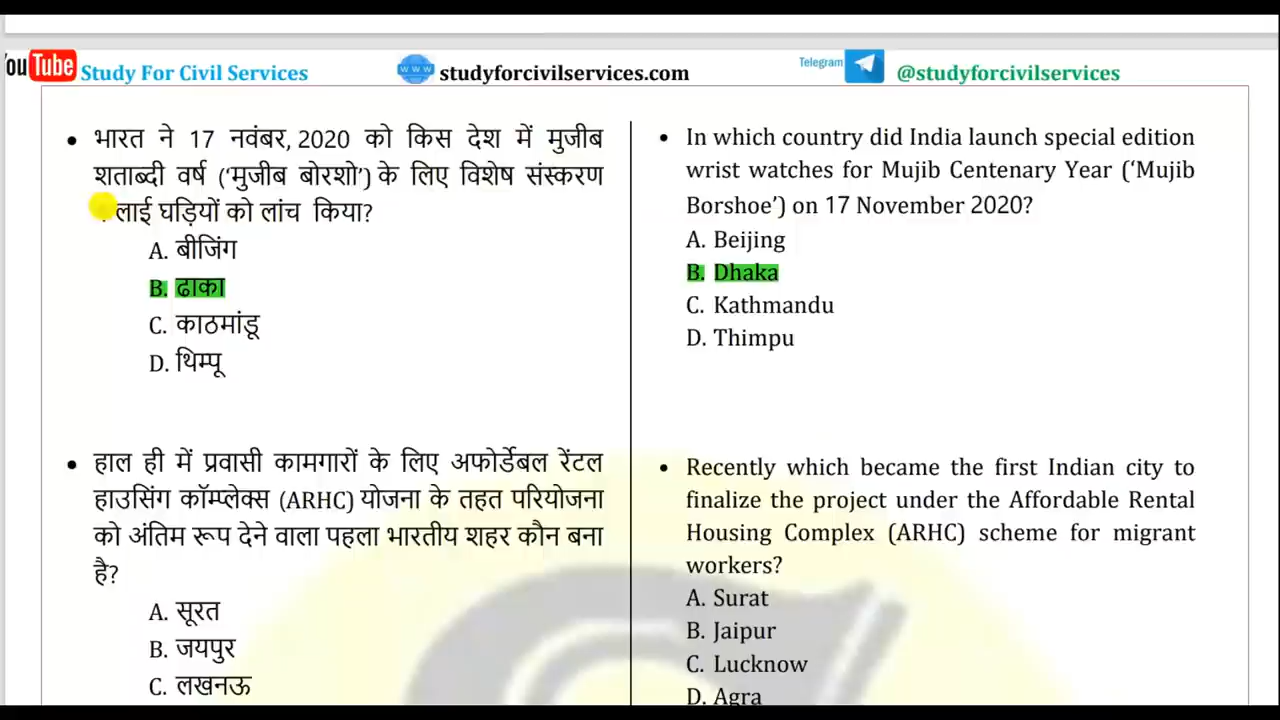 You Tube Study For Civil Services
www studyforcivilservices.com
Telegram @studyforcivilservices
• भारत ने 17 नवंबर, 2020 को किस देश में मुजीब
शताब्दी वर्ष ('मुजीब बोरशो') के लिए विशेष संस्करण
लाई घड़ियों को लांच किया?
A. बीजिंग
B. ढाका
C. काठमांडू
D. थिम्पू
• हाल ही में प्रवासी कामगारों के लिए अफोर्डेबल रेंटल
हाउसिंग कॉम्प्लेक्स (ARHC) योजना के तहत परियोजना
को अंतिम रूप देने वाला पहला भारतीय शहर कौन बना
है?
A. सूरत
B. जयपुर
C. लखनऊ
• In which country did India launch special edition
wrist watches for Mujib Centenary Year ('Mujib
Borshoe') on 17 November 2020?
A. Beijing
B. Dhaka
C. Kathmandu
D. Thimpu
• Recently which became the first Indian city to
finalize the project under the Affordable Rental
Housing Complex (ARHC) scheme for migrant
workers?
A. Surat
B. Jaipur
C. Lucknow
D. Agra